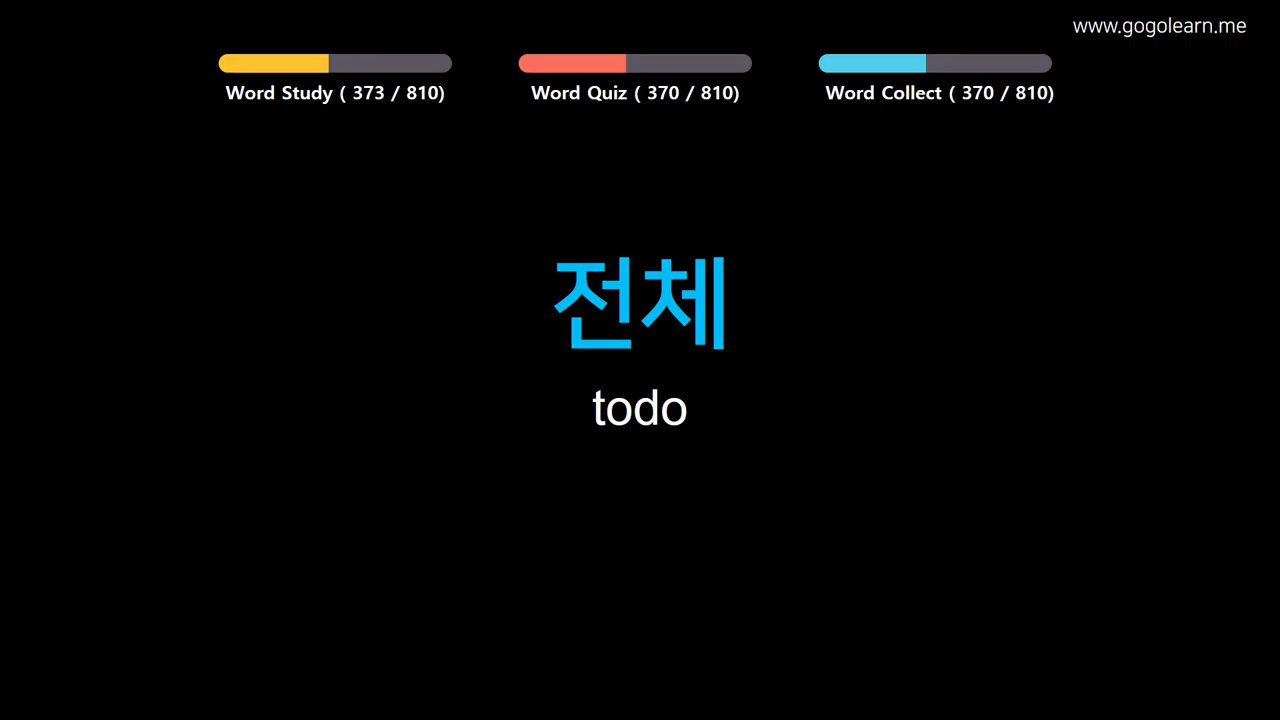 www.gogolearn.me
Word Study ( 373 / 810)
Word Quiz ( 370 / 810)
Word Collect ( 370 / 810)
전체
todo